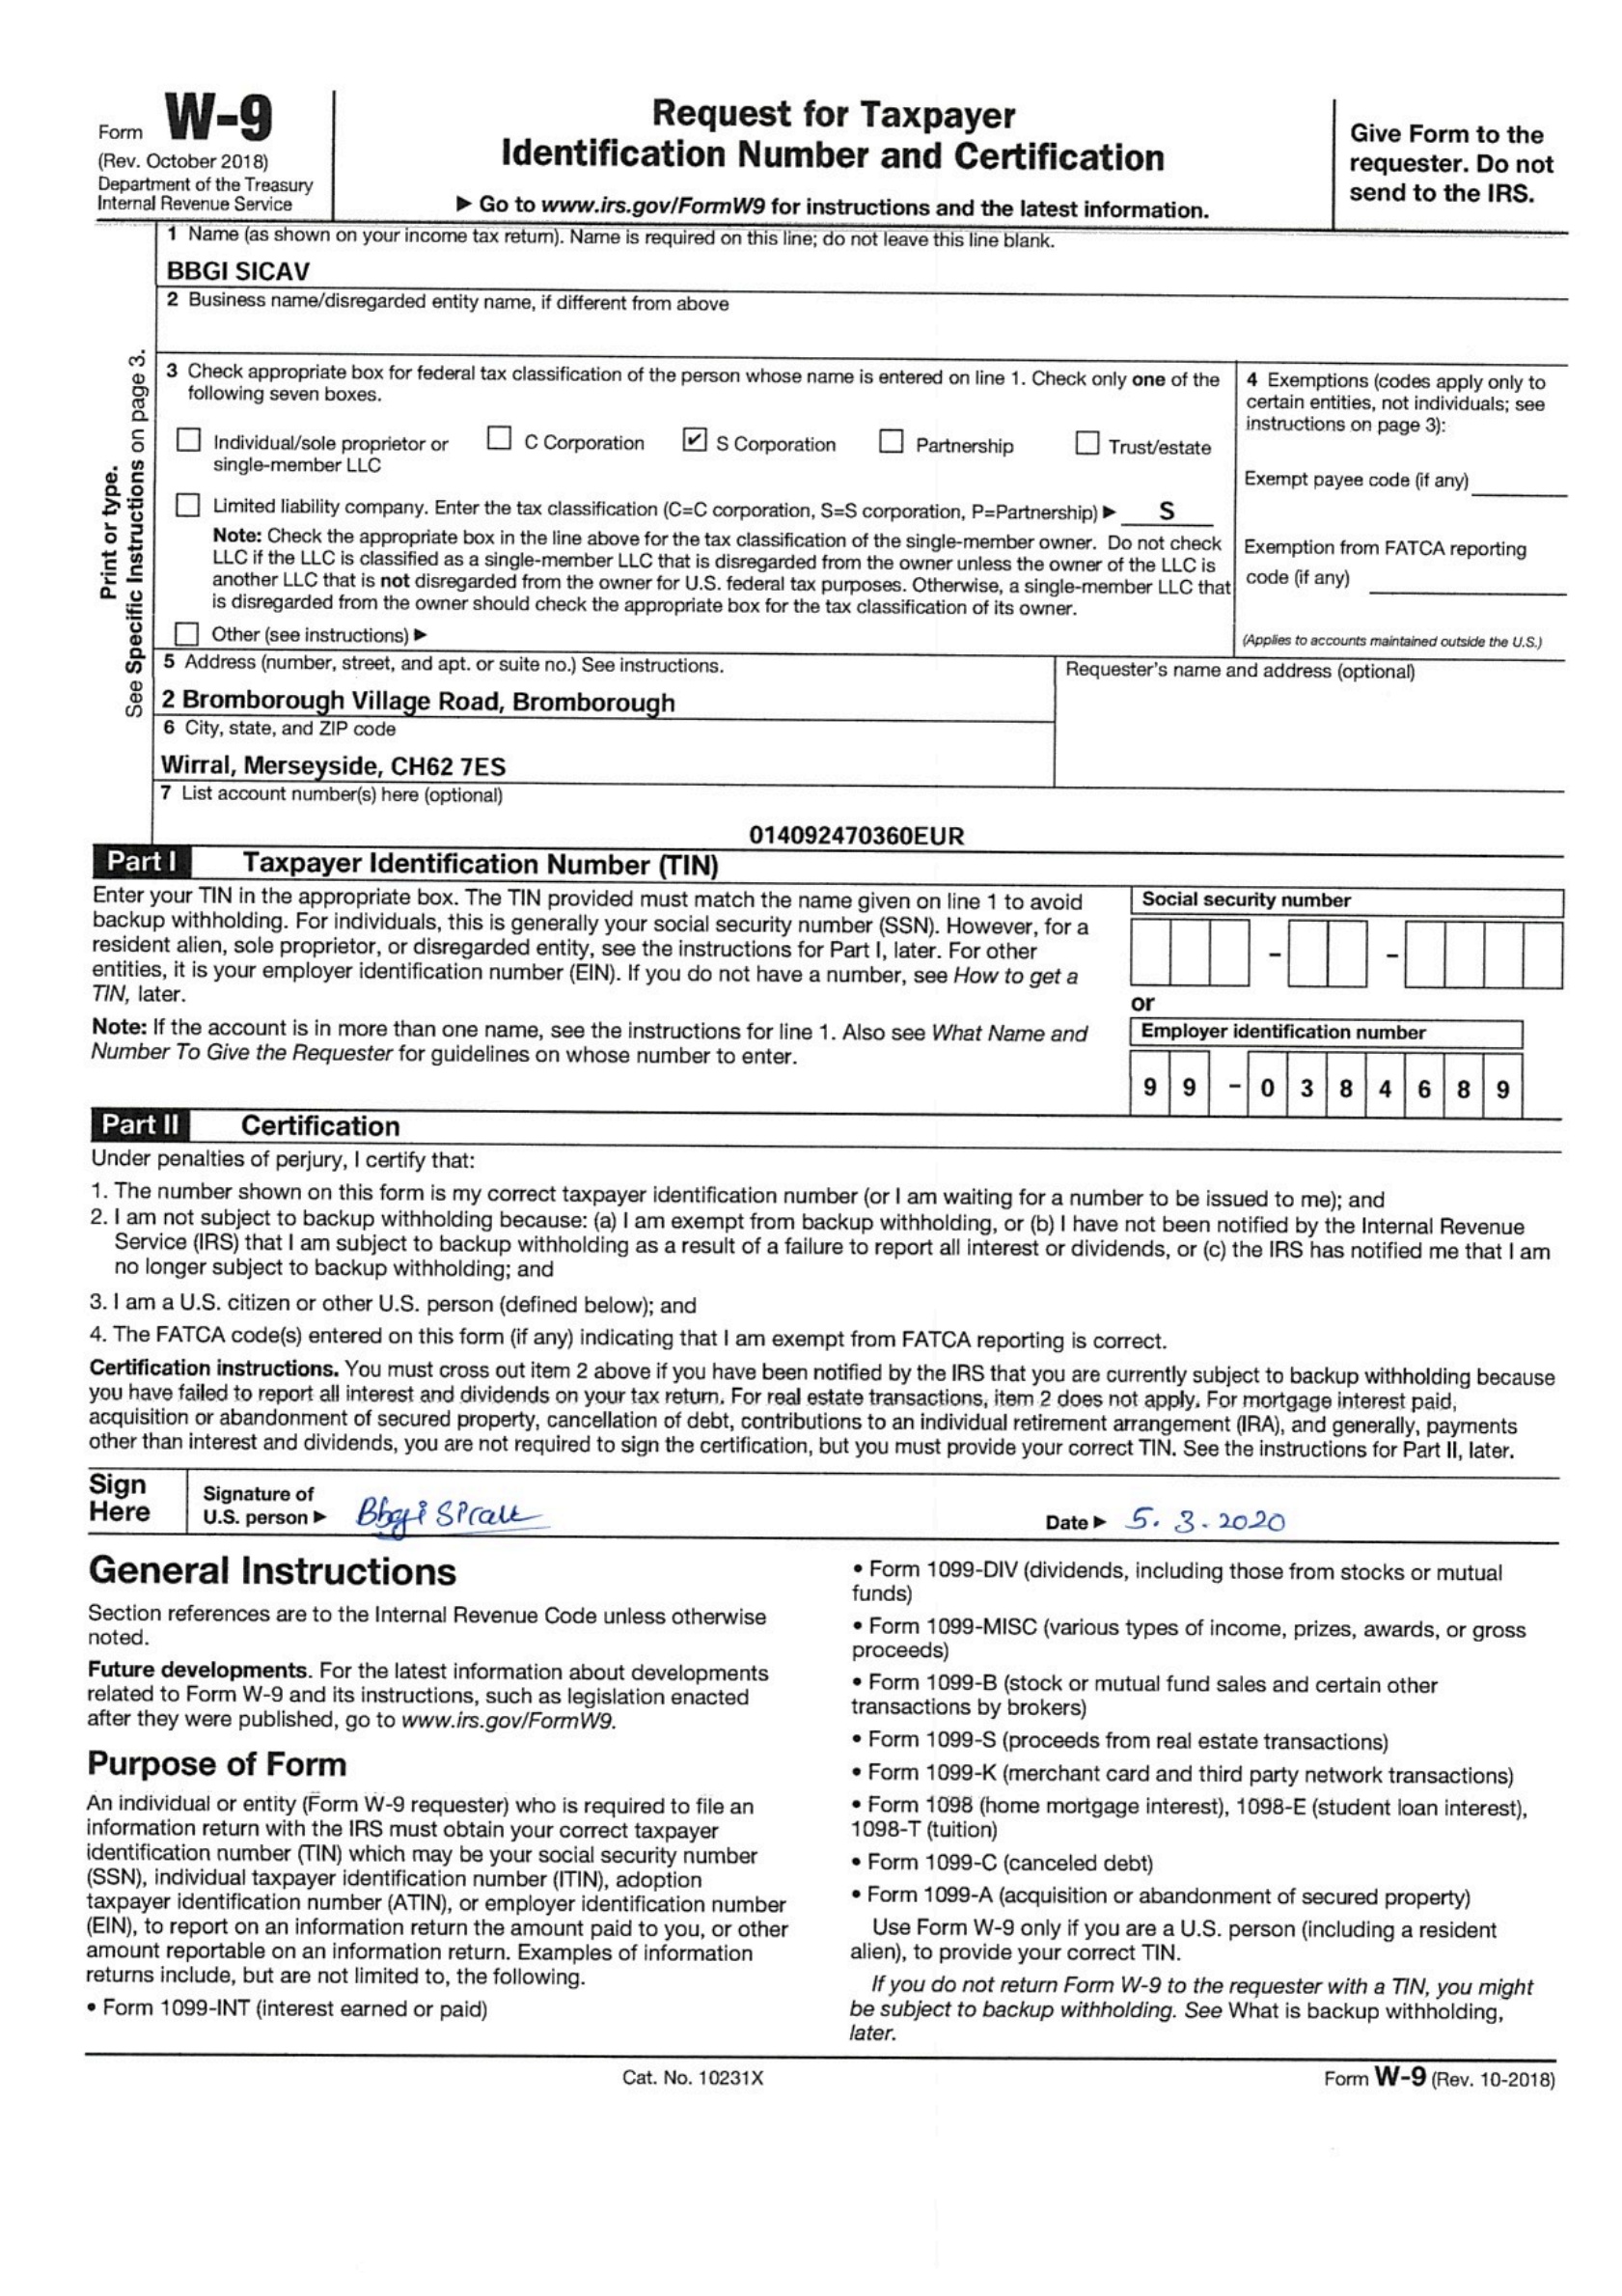 Form W-9
(Rev. October 2018)
Department of the Treasury
Internal Revenue Service
Request for Taxpayer
Identification Number and Certification
▶ Go to www.irs.gov/FormW9 for instructions and the latest information.
Give Form to the
requester. Do not
send to the IRS.
Print or type.
See Specific Instructions on page 3.
1 Name (as shown on your income tax return). Name is required on this line; do not leave this line blank.
BBGI SICAV
2 Business name/disregarded entity name, if different from above
3 Check appropriate box for federal tax classification of the person whose name is entered on line 1. Check only one of the
following seven boxes.
☐ Individual/sole proprietor or
single-member LLC
☐ C Corporation
☑ S Corporation
☐ Partnership
☐ Trust/estate
☐ Limited liability company. Enter the tax classification (C=C corporation, S=S corporation, P=Partnership) ▶ S
Note: Check the appropriate box in the line above for the tax classification of the single-member owner. Do not check
LLC if the LLC is classified as a single-member LLC that is disregarded from the owner unless the owner of the LLC is
another LLC that is not disregarded from the owner for U.S. federal tax purposes. Otherwise, a single-member LLC that
is disregarded from the owner should check the appropriate box for the tax classification of its owner.
☐ Other (see instructions) ▶
4 Exemptions (codes apply only to
certain entities, not individuals; see
instructions on page 3):
Exempt payee code (if any)
Exemption from FATCA reporting
code (if any)
(Applies to accounts maintained outside the U.S.)
5 Address (number, street, and apt. or suite no.) See instructions.
2 Bromborough Village Road, Bromborough
6 City, state, and ZIP code
Wirral, Merseyside, CH62 7ES
Requester's name and address (optional)
7 List account number(s) here (optional)
014092470360EUR
Part I Taxpayer Identification Number (TIN)
Enter your TIN in the appropriate box. The TIN provided must match the name given on line 1 to avoid
backup withholding. For individuals, this is generally your social security number (SSN). However, for a
resident alien, sole proprietor, or disregarded entity, see the instructions for Part I, later. For other
entities, it is your employer identification number (EIN). If you do not have a number, see How to get a
TIN, later.
Note: If the account is in more than one name, see the instructions for line 1. Also see What Name and
Number To Give the Requester for guidelines on whose number to enter.
Social security number
– –
or
Employer identification number
9 9 – 0 3 8 4 6 8 9
Part II Certification
Under penalties of perjury, I certify that:
1. The number shown on this form is my correct taxpayer identification number (or I am waiting for a number to be issued to me); and
2. I am not subject to backup withholding because: (a) I am exempt from backup withholding, or (b) I have not been notified by the Internal Revenue
Service (IRS) that I am subject to backup withholding as a result of a failure to report all interest or dividends, or (c) the IRS has notified me that I am
no longer subject to backup withholding; and
3. I am a U.S. citizen or other U.S. person (defined below); and
4. The FATCA code(s) entered on this form (if any) indicating that I am exempt from FATCA reporting is correct.
Certification instructions. You must cross out item 2 above if you have been notified by the IRS that you are currently subject to backup withholding because
you have failed to report all interest and dividends on your tax return. For real estate transactions, item 2 does not apply. For mortgage interest paid,
acquisition or abandonment of secured property, cancellation of debt, contributions to an individual retirement arrangement (IRA), and generally, payments
other than interest and dividends, you are not required to sign the certification, but you must provide your correct TIN. See the instructions for Part II, later.
Sign
Here
Signature of
U.S. person ▶
Date ▶ 5. 3. 2020
General Instructions
Section references are to the Internal Revenue Code unless otherwise
noted.
Future developments. For the latest information about developments
related to Form W-9 and its instructions, such as legislation enacted
after they were published, go to www.irs.gov/FormW9.
Purpose of Form
An individual or entity (Form W-9 requester) who is required to file an
information return with the IRS must obtain your correct taxpayer
identification number (TIN) which may be your social security number
(SSN), individual taxpayer identification number (ITIN), adoption
taxpayer identification number (ATIN), or employer identification number
(EIN), to report on an information return the amount paid to you, or other
amount reportable on an information return. Examples of information
returns include, but are not limited to, the following.
• Form 1099-INT (interest earned or paid)
• Form 1099-DIV (dividends, including those from stocks or mutual
funds)
• Form 1099-MISC (various types of income, prizes, awards, or gross
proceeds)
• Form 1099-B (stock or mutual fund sales and certain other
transactions by brokers)
• Form 1099-S (proceeds from real estate transactions)
• Form 1099-K (merchant card and third party network transactions)
• Form 1098 (home mortgage interest), 1098-E (student loan interest),
1098-T (tuition)
• Form 1099-C (canceled debt)
• Form 1099-A (acquisition or abandonment of secured property)
Use Form W-9 only if you are a U.S. person (including a resident
alien), to provide your correct TIN.
If you do not return Form W-9 to the requester with a TIN, you might
be subject to backup withholding. See What is backup withholding,
later.
Cat. No. 10231X
Form W-9 (Rev. 10-2018)